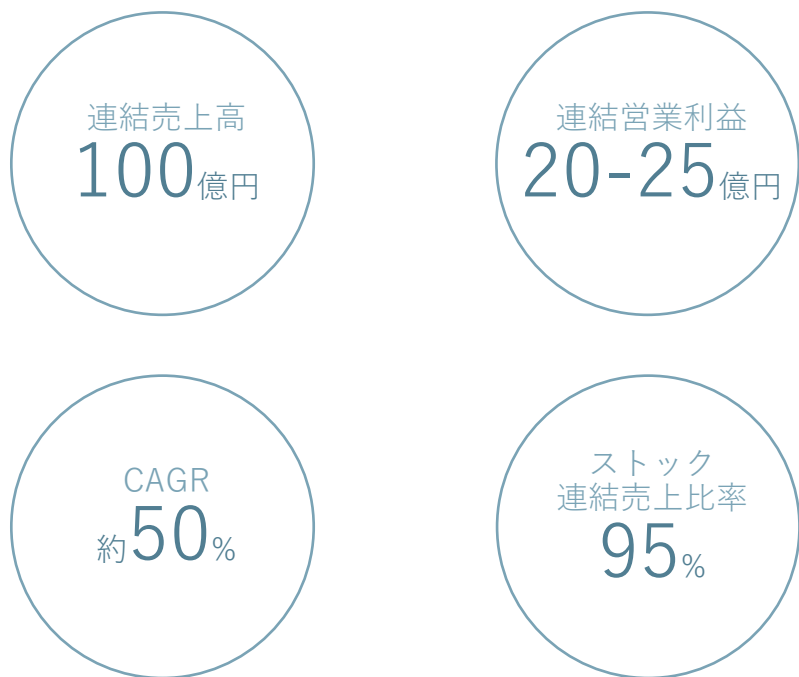 連結売上高
100億円
連結営業利益
20-25億円
CAGR
約50%
ストック
連結売上比率
95%